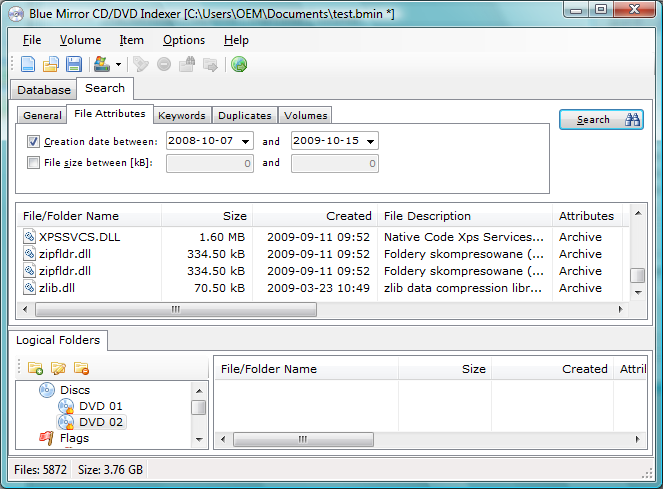 Blue Mirror CD/DVD Indexer [C:\Users\OEM\Documents\test.bmin *]
File Volume Item Options Help
Database Search
General File Attributes Keywords Duplicates Volumes
Search
Creation date between: 2008-10-07 and 2009-10-15
File size between [kB]: 0 and 0
File/Folder Name Size Created File Description Attributes
XPSSVCS.DLL 1.60 MB 2009-09-11 09:52 Native Code Xps Services... Archive
zipfldr.dll 334.50 kB 2009-09-11 09:52 Foldery skompresowane (... Archive
zipfldr.dll 334.50 kB 2009-09-11 09:52 Foldery skompresowane (... Archive
zlib.dll 70.50 kB 2009-03-23 10:49 zlib data compression libr... Archive
Logical Folders
Discs
DVD 01
DVD 02
Flags
File/Folder Name Size Created Attril
Files: 5872 Size: 3.76 GB